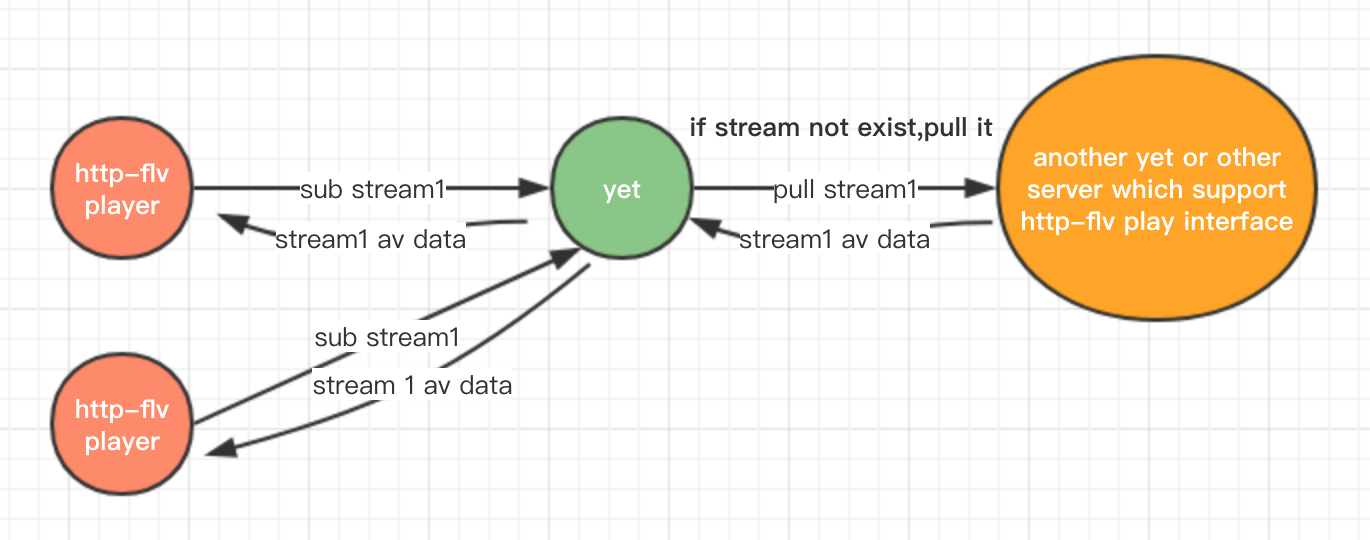 if stream not exist,pull it
http-flv
player
sub stream1
yet
pull stream1
another yet or other
server which support
http-flv play interface
stream1 av data
stream1 av data
sub stream1
stream 1 av data
http-flv
player